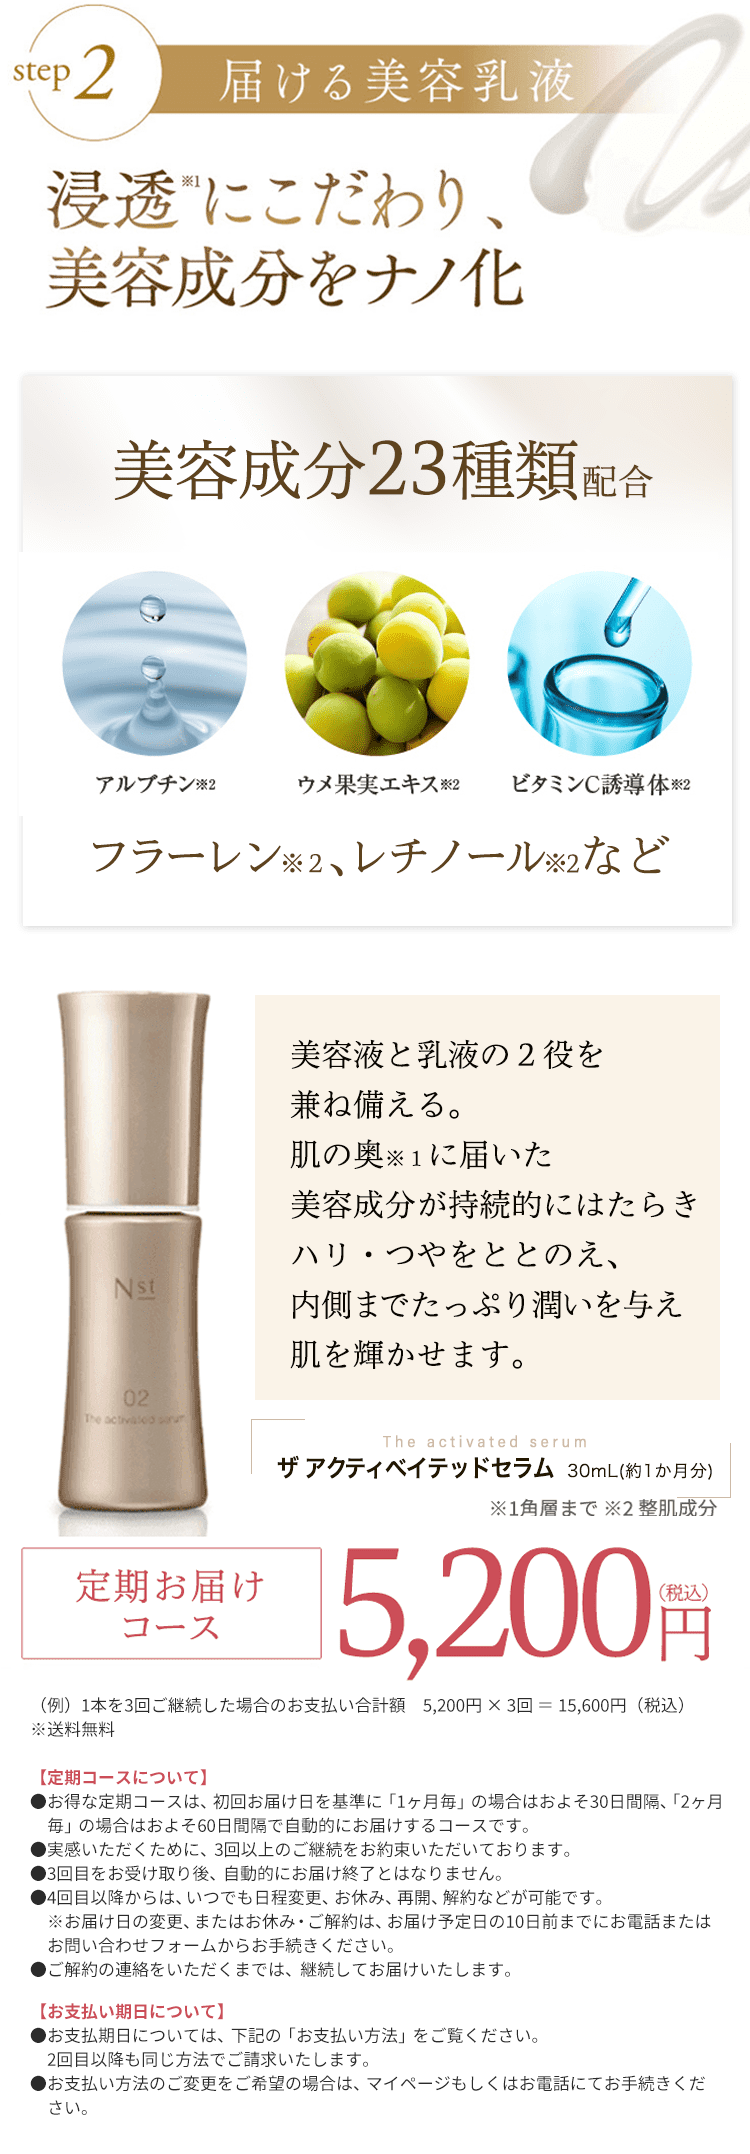 step 2
届ける美容乳液
浸透※1にこだわり、
美容成分をナノ化
美容成分23種類配合
アルブチン※2
ウメ果実エキス※2
ビタミンC誘導体※2
フラーレン※2、レチノール※2など
美容液と乳液の２役を
兼ね備える。
肌の奥※1に届いた
美容成分が持続的にはたらき
ハリ・つやをととのえ、
内側までたっぷり潤いを与え
肌を輝かせます。
Nst
02
The activated serum
The activated serum
ザ アクティベイテッドセラム 30mL(約1か月分)
※1角層まで ※2 整肌成分
定期お届け
コース
5,200円(税込)
（例）1本を3回ご継続した場合のお支払い合計額　5,200円 × 3回 ＝ 15,600円（税込）
※送料無料
【定期コースについて】
●お得な定期コースは、初回お届け日を基準に「1ヶ月毎」の場合はおよそ30日間隔、「2ヶ月
毎」の場合はおよそ60日間隔で自動的にお届けするコースです。
●実感いただくために、3回以上のご継続をお約束いただいております。
●3回目をお受け取り後、自動的にお届け終了とはなりません。
●4回目以降からは、いつでも日程変更、お休み、再開、解約などが可能です。
※お届け日の変更、またはお休み・ご解約は、お届け予定日の10日前までにお電話または
お問い合わせフォームからお手続きください。
●ご解約の連絡をいただくまでは、継続してお届けいたします。
【お支払い期日について】
●お支払期日については、下記の「お支払い方法」をご覧ください。
2回目以降も同じ方法でご請求いたします。
●お支払い方法のご変更をご希望の場合は、マイページもしくはお電話にてお手続きくだ
さい。